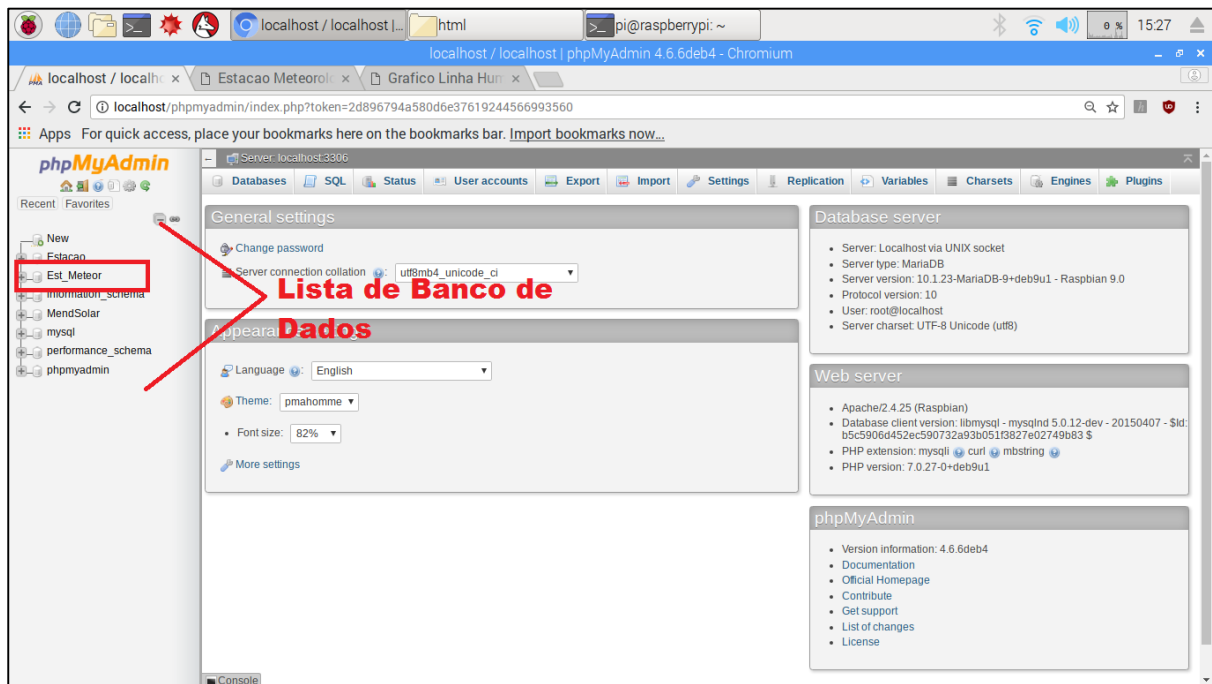 localhost / localhost |...
html
pi@raspberrypi: ~
0 %
15:27
localhost / localhost | phpMyAdmin 4.6.6deb4 - Chromium
localhost / localho
Estacao Meteorolo
Grafico Linha Hum
localhost/phpmyadmin/index.php?token=2d896794a580d6e37619244566993560
Apps For quick access, place your bookmarks here on the bookmarks bar. Import bookmarks now...
phpMyAdmin
Recent Favorites
New
Estacao
Est_Meteor
information_schema
MendSolar
mysql
performance_schema
phpmyadmin
Server: localhost:3306
Databases SQL Status User accounts Export Import Settings Replication Variables Charsets Engines Plugins
General settings
Change password
Server connection collation : utf8mb4_unicode_ci
Lista de Banco de
Dados
Language : English
Theme: pmahomme
Font size: 82%
More settings
Database server
Server: Localhost via UNIX socket
Server type: MariaDB
Server version: 10.1.23-MariaDB-9+deb9u1 - Raspbian 9.0
Protocol version: 10
User: root@localhost
Server charset: UTF-8 Unicode (utf8)
Web server
Apache/2.4.25 (Raspbian)
Database client version: libmysql - mysqlnd 5.0.12-dev - 20150407 - $Id:
b5c5906d452ec590732a93b051f3827e02749b83 $
PHP extension: mysqli curl mbstring
PHP version: 7.0.27-0+deb9u1
phpMyAdmin
Version information: 4.6.6deb4
Documentation
Official Homepage
Contribute
Get support
List of changes
License
Console